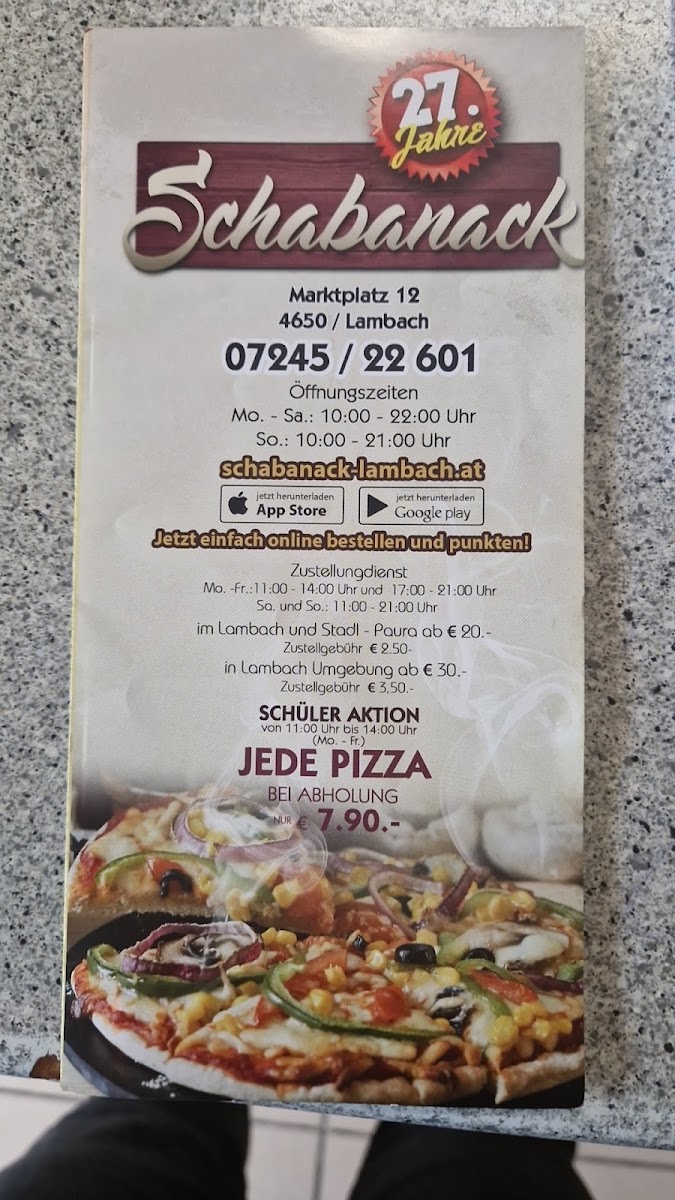 27.
Jahre
Schabanack
Marktplatz 12
4650 / Lambach
07245 / 22 601
Öffnungszeiten
Mo. - Sa.: 10:00 - 22:00 Uhr
So.: 10:00 - 21:00 Uhr
schabanack-lambach.at
jetzt herunterladen
App Store
jetzt herunterladen
Google play
Jetzt einfach online bestellen und punkten!
Zustellungdienst
Mo. -Fr.:11:00 - 14:00 Uhr und 17:00 - 21:00 Uhr
Sa. und So.: 11:00 - 21:00 Uhr
im Lambach und Stadl - Paura ab € 20.-
Zustellgebühr € 2.50-
in Lambach Umgebung ab € 30.-
Zustellgebühr € 3,50.-
SCHÜLER AKTION
von 11:00 Uhr bis 14:00 Uhr
(Mo. - Fr.)
JEDE PIZZA
BEI ABHOLUNG
NUR € 7.90.-